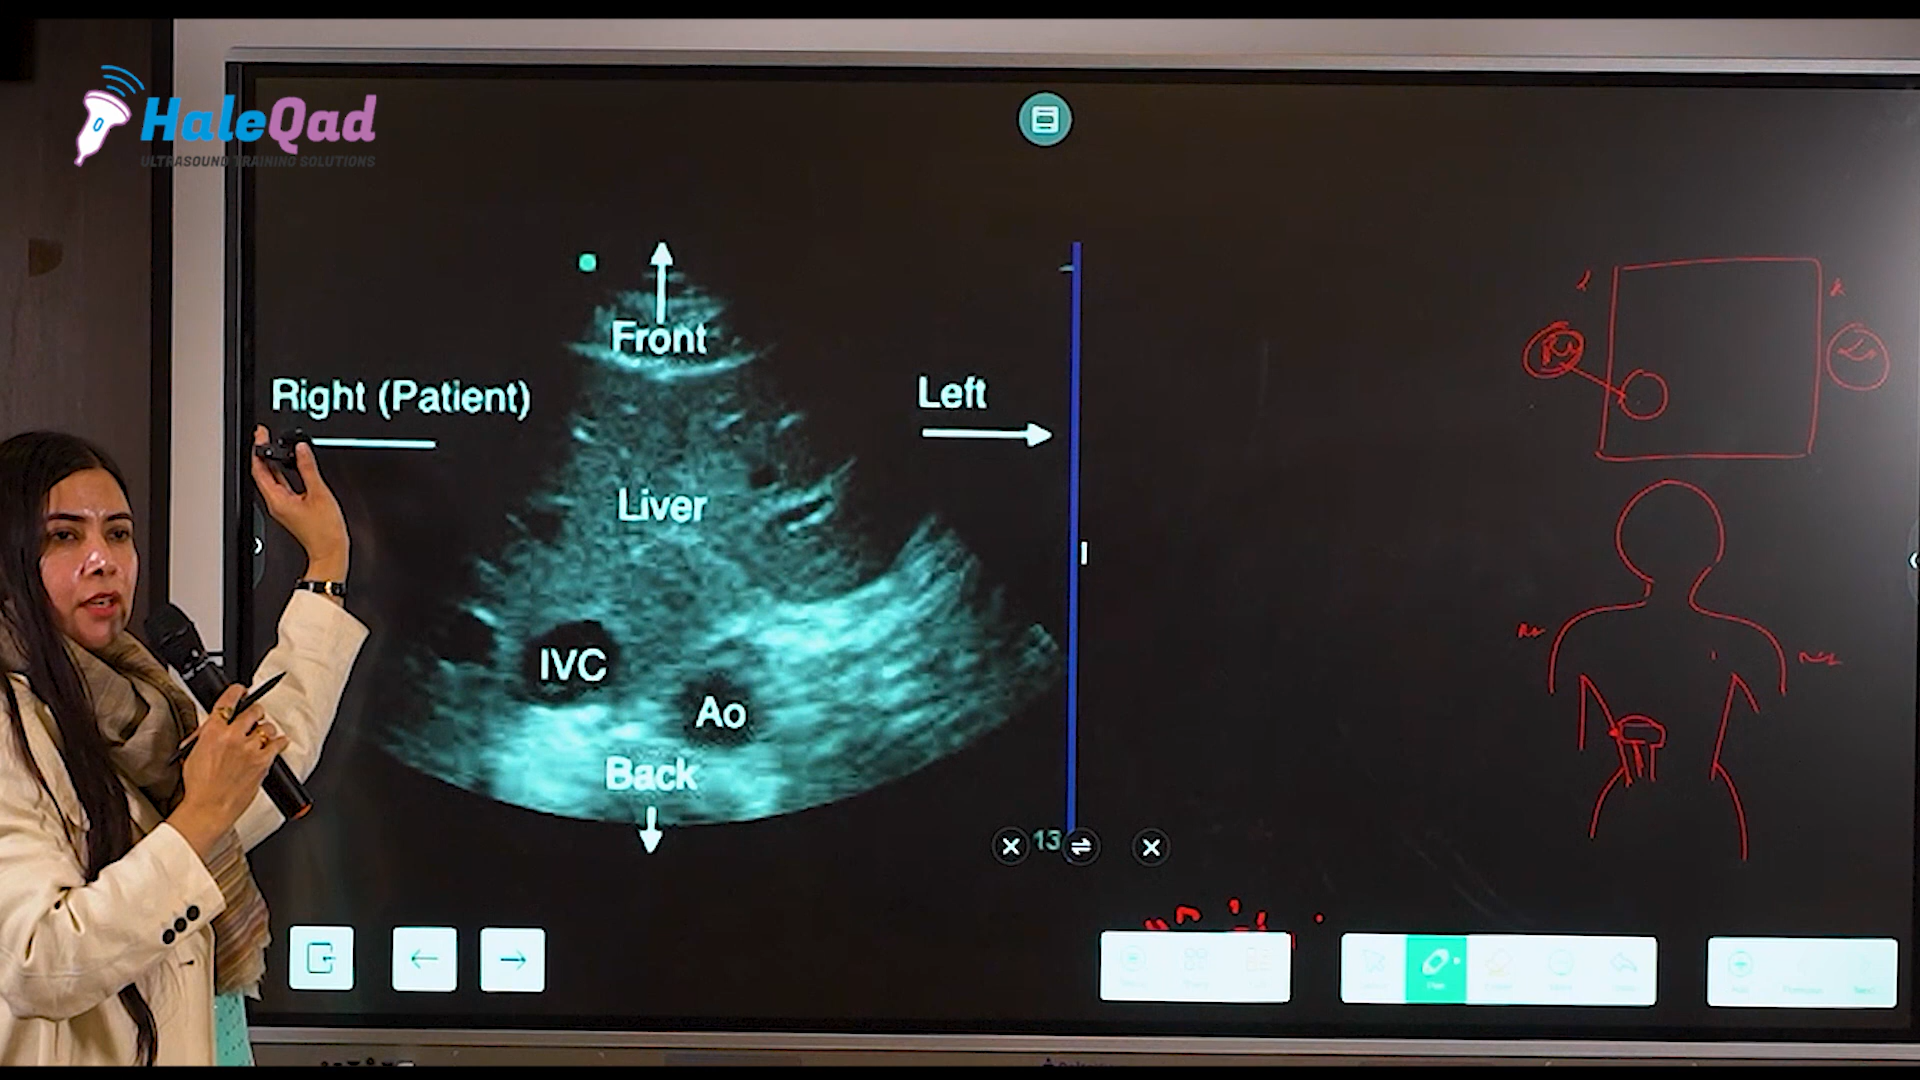 HaleQad
ULTRASOUND TRAINING SOLUTIONS
Front
Right (Patient)
Left
Liver
IVC
Ao
Back
13